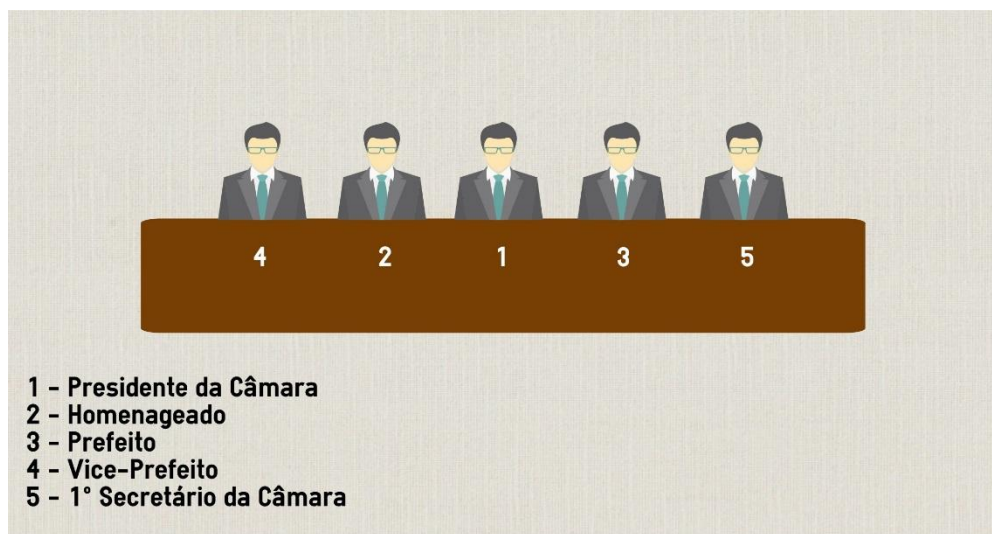 4 2 1 3 5
1 - Presidente da Câmara
2 - Homenageado
3 - Prefeito
4 - Vice-Prefeito
5 - 1° Secretário da Câmara